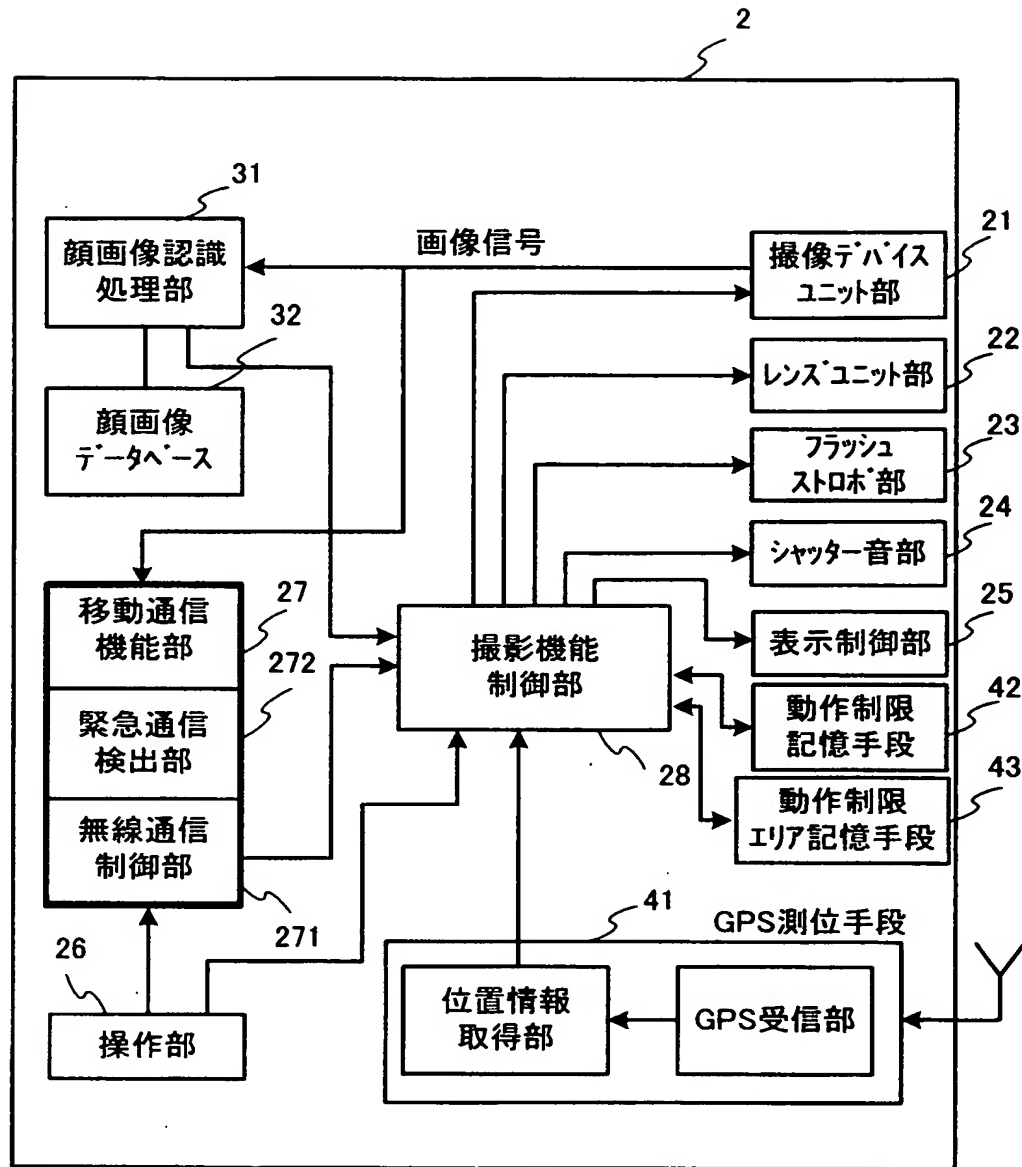 2
31
顔画像認識
処理部
32
顔画像
データベース
画像信号
21
撮像デバイス
ユニット部
22
レンズユニット部
23
フラッシュ
ストロボ部
24
シャッター音部
25
表示制御部
42
動作制限
記憶手段
43
動作制限
エリア記憶手段
撮影機能
制御部
28
27
移動通信
機能部
272
緊急通信
検出部
無線通信
制御部
271
26
操作部
41
GPS測位手段
位置情報
取得部
GPS受信部